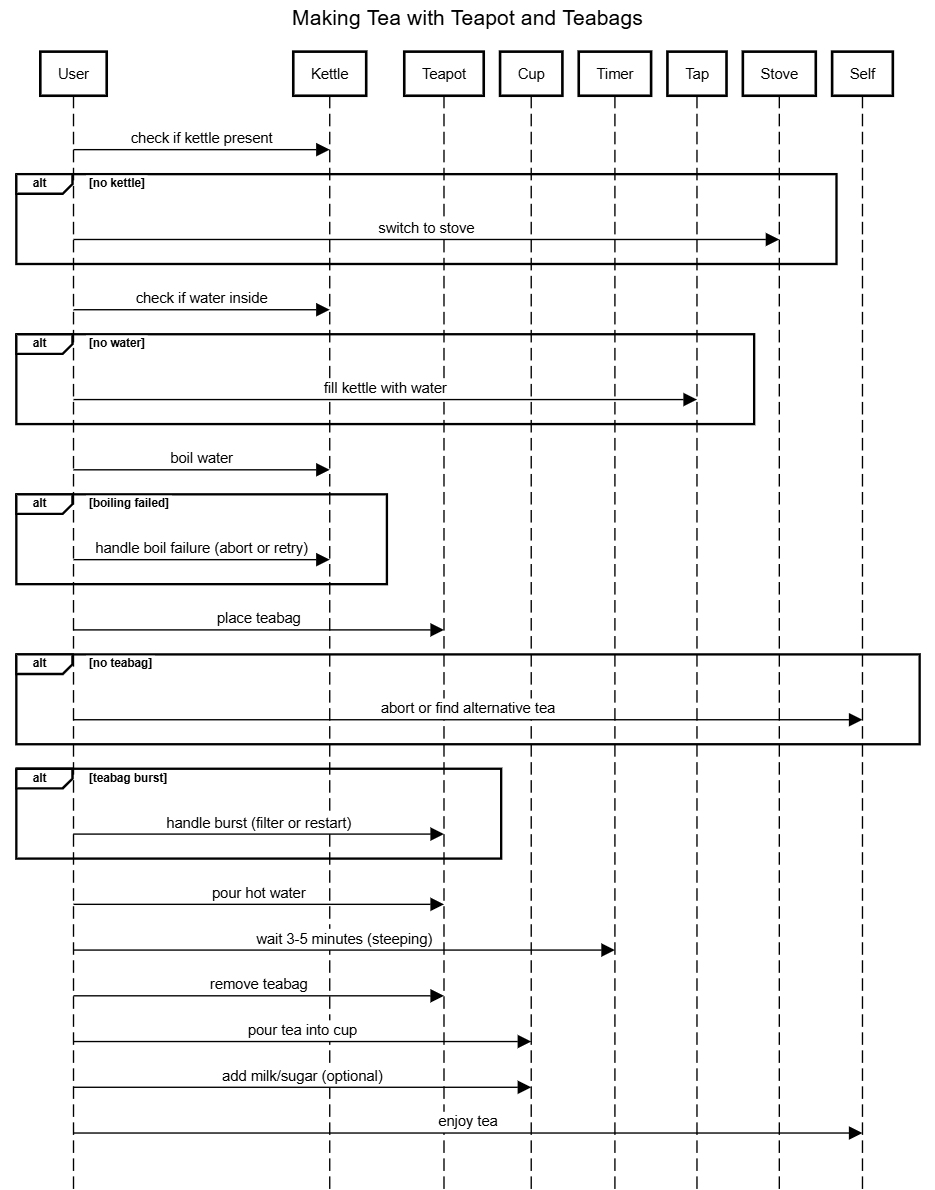 Making Tea with Teapot and Teabags
User Kettle Teapot Cup Timer Tap Stove Self
check if kettle present
alt [no kettle]
switch to stove
check if water inside
alt [no water]
fill kettle with water
boil water
alt [boiling failed]
handle boil failure (abort or retry)
place teabag
alt [no teabag]
abort or find alternative tea
alt [teabag burst]
handle burst (filter or restart)
pour hot water
wait 3-5 minutes (steeping)
remove teabag
pour tea into cup
add milk/sugar (optional)
enjoy tea